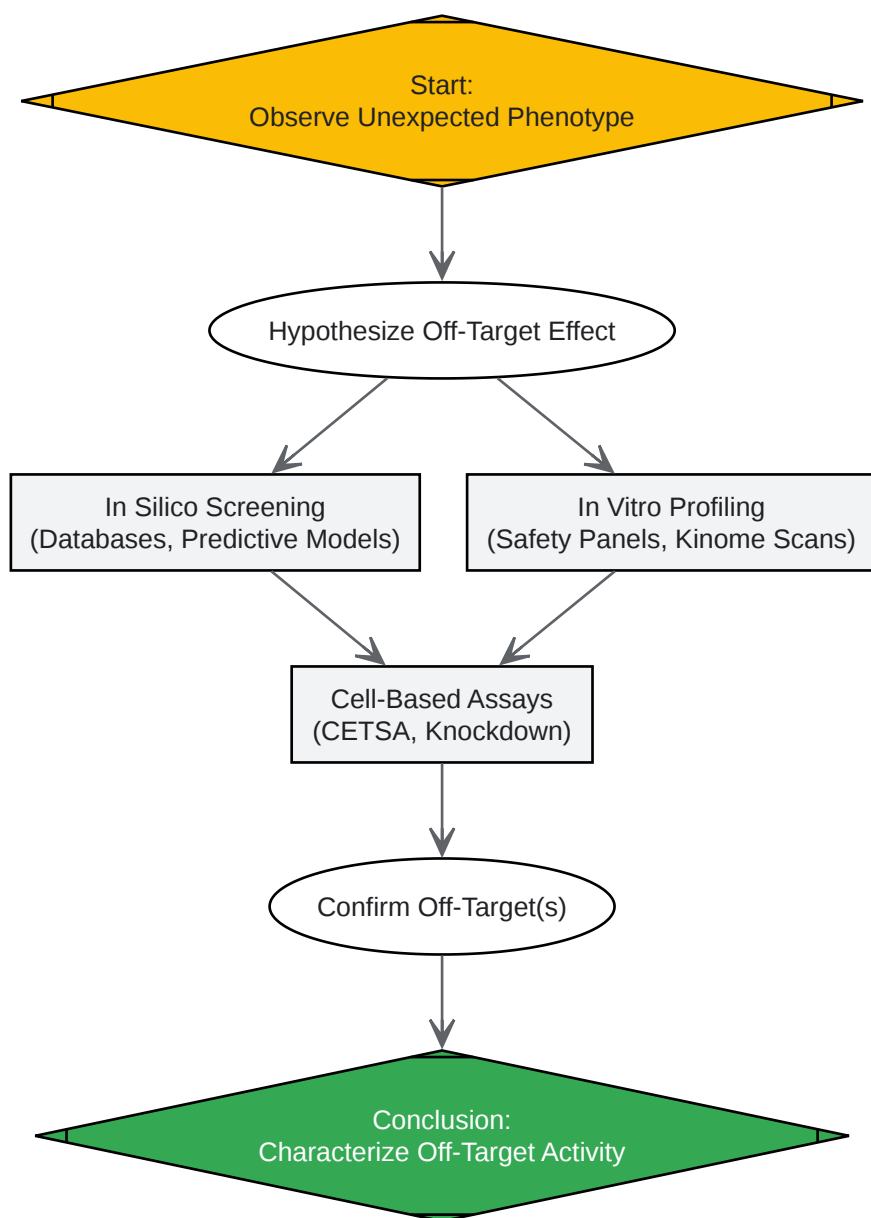 Start:
Observe Unexpected Phenotype
Hypothesize Off-Target Effect
In Silico Screening
(Databases, Predictive Models)
In Vitro Profiling
(Safety Panels, Kinome Scans)
Cell-Based Assays
(CETSA, Knockdown)
Confirm Off-Target(s)
Conclusion:
Characterize Off-Target Activity